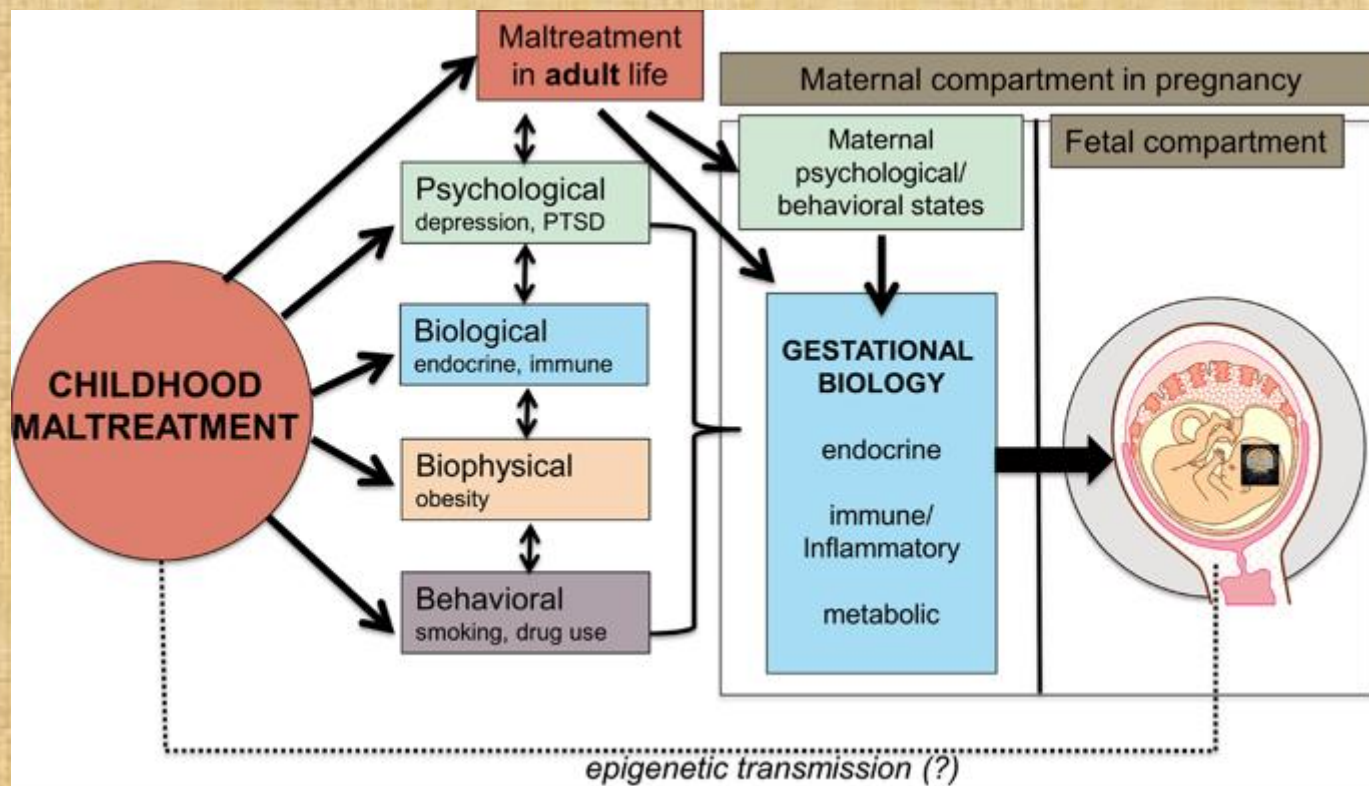 Maltreatment
in adult life
Maternal compartment in pregnancy
Maternal
psychological/
behavioral states
Fetal compartment
Psychological
depression, PTSD
Biological
endocrine, immune
CHILDHOOD
MALTREATMENT
GESTATIONAL
BIOLOGY
endocrine
immune/
Inflammatory
metabolic
Biophysical
obesity
Behavioral
smoking, drug use
epigenetic transmission (?)